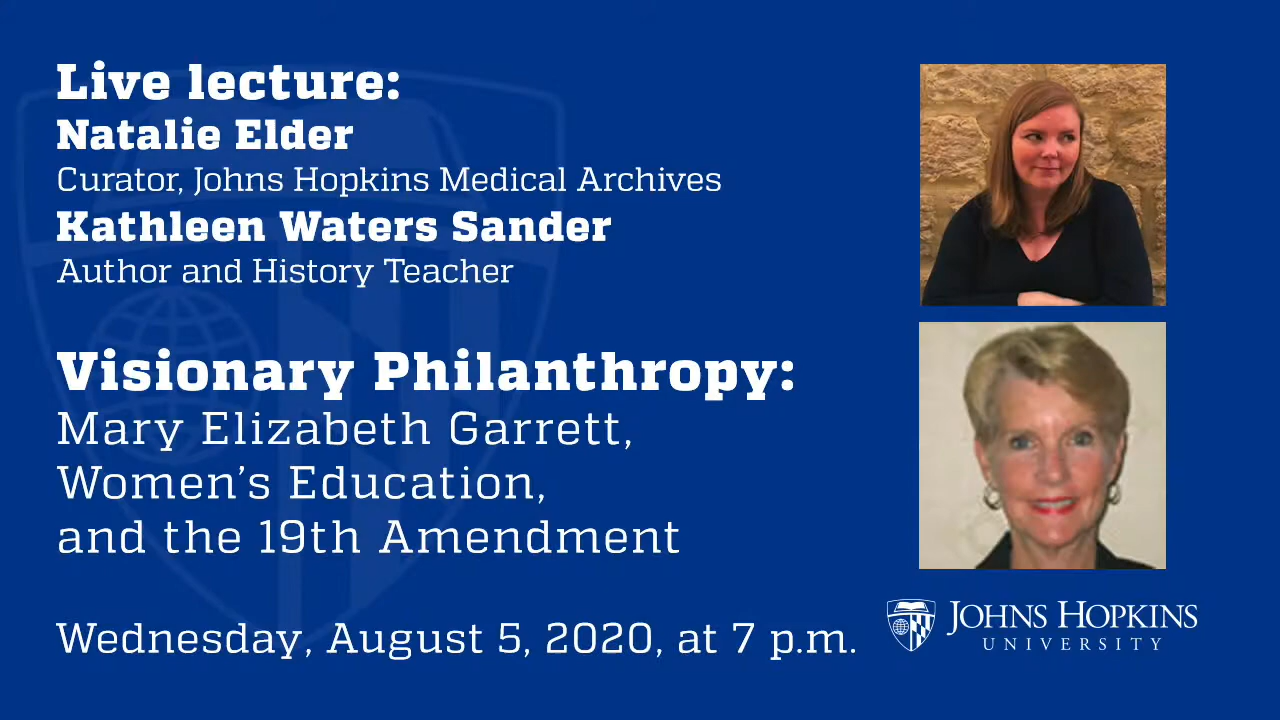 Live lecture:
Natalie Elder
Curator, Johns Hopkins Medical Archives
Kathleen Waters Sander
Author and History Teacher
Visionary Philanthropy:
Mary Elizabeth Garrett,
Women's Education,
and the 19th Amendment
Wednesday, August 5, 2020, at 7 p.m.
JOHNS HOPKINS
UNIVERSITY